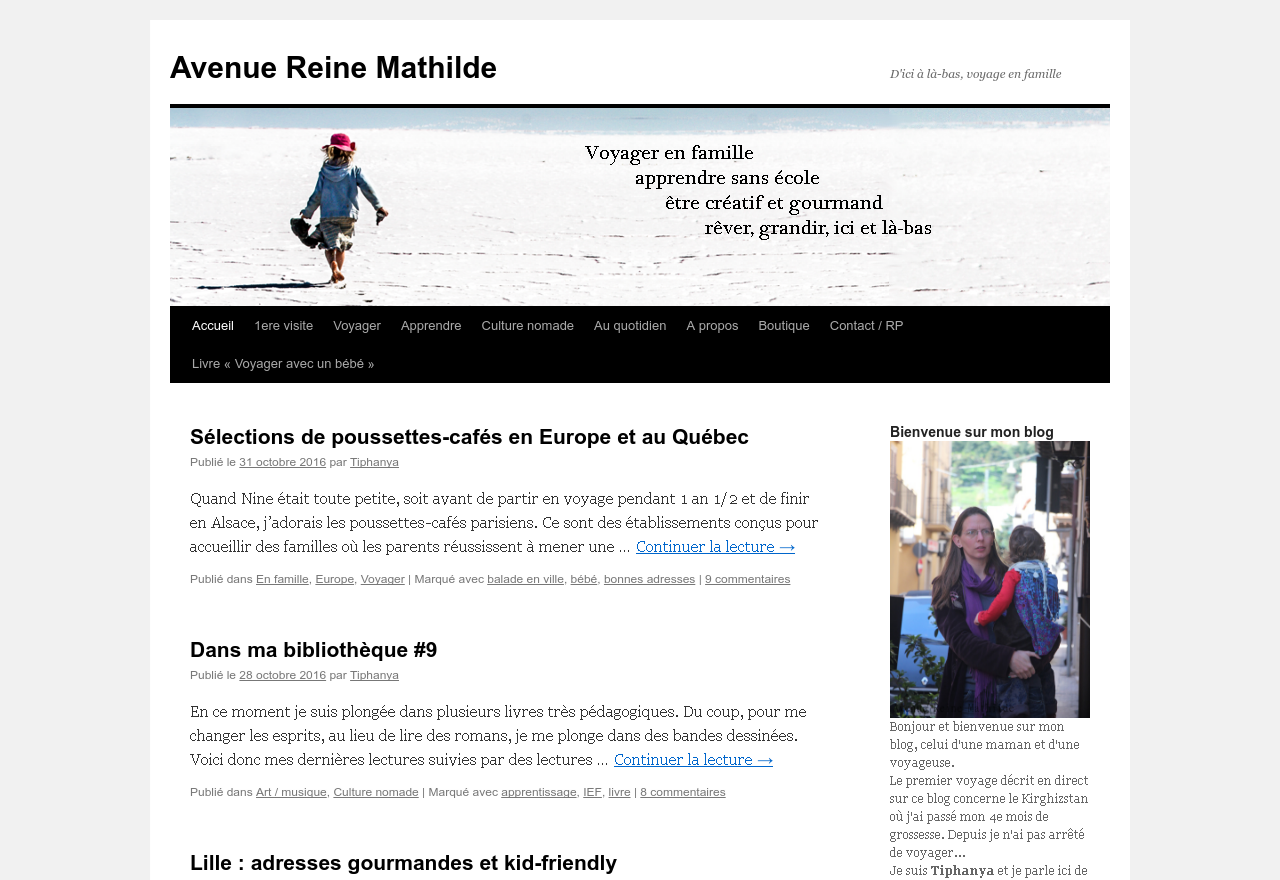 Avenue Reine Mathilde
D'ici à là-bas, voyage en famille
Voyager en famille
apprendre sans école
être créatif et gourmand
rêver, grandir, ici et là-bas
Accueil 1ere visite Voyager Apprendre Culture nomade Au quotidien A propos Boutique Contact / RP
Livre « Voyager avec un bébé »
Sélections de poussettes-cafés en Europe et au Québec
Publié le 31 octobre 2016 par Tiphanya
Quand Nine était toute petite, soit avant de partir en voyage pendant 1 an 1/2 et de finir
en Alsace, j'adorais les poussettes-cafés parisiens. Ce sont des établissements conçus pour
accueillir des familles où les parents réussissent à mener une … Continuer la lecture →
Publié dans En famille, Europe, Voyager | Marqué avec balade en ville, bébé, bonnes adresses | 9 commentaires
Dans ma bibliothèque #9
Publié le 28 octobre 2016 par Tiphanya
En ce moment je suis plongée dans plusieurs livres très pédagogiques. Du coup, pour me
changer les esprits, au lieu de lire des romans, je me plonge dans des bandes dessinées.
Voici donc mes dernières lectures suivies par des lectures … Continuer la lecture →
Publié dans Art / musique, Culture nomade | Marqué avec apprentissage, IEF, livre | 8 commentaires
Lille : adresses gourmandes et kid-friendly
Bienvenue sur mon blog
Bonjour et bienvenue sur mon
blog, celui d'une maman et d'une
voyageuse.
Le premier voyage décrit en direct
sur ce blog concerne le Kirghizstan
où j'ai passé mon 4e mois de
grossesse. Depuis je n'ai pas arrêté
de voyager...
Je suis Tiphanya et je parle ici de